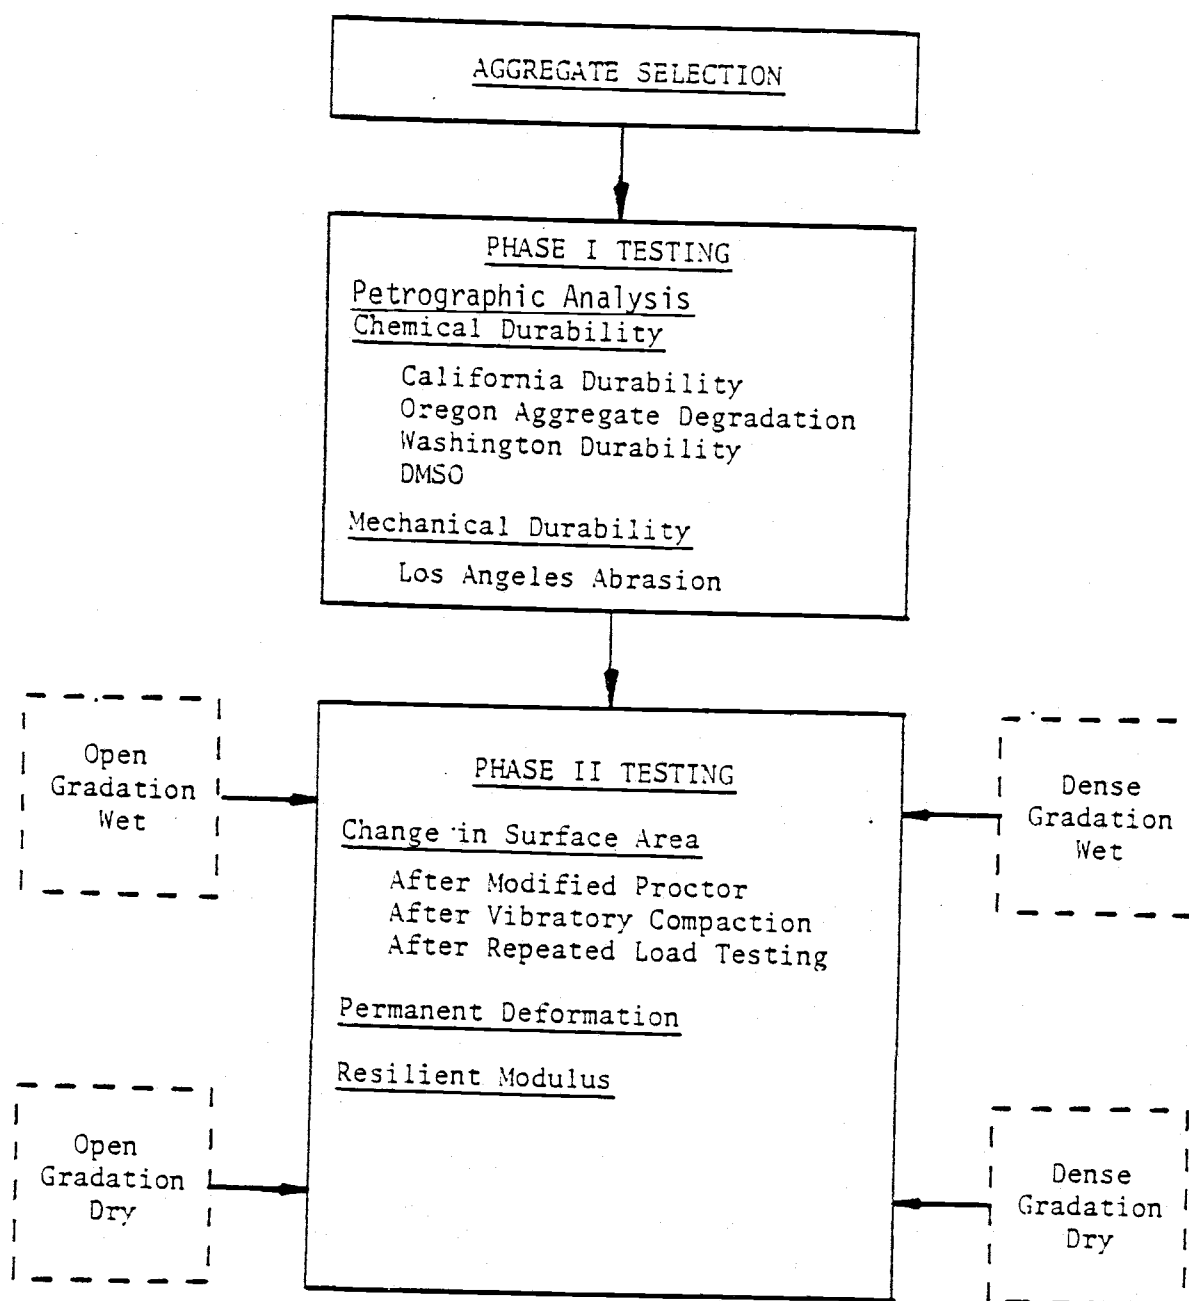 AGGREGATE SELECTION
PHASE I TESTING
Petrographic Analysis
Chemical Durability
California Durability
Oregon Aggregate Degradation
Washington Durability
DMSO
Mechanical Durability
Los Angeles Abrasion
Open
Gradation
Wet
PHASE II TESTING
Change in Surface Area
After Modified Proctor
After Vibratory Compaction
After Repeated Load Testing
Permanent Deformation
Resilient Modulus
Dense
Gradation
Wet
Open
Gradation
Dry
Dense
Gradation
Dry